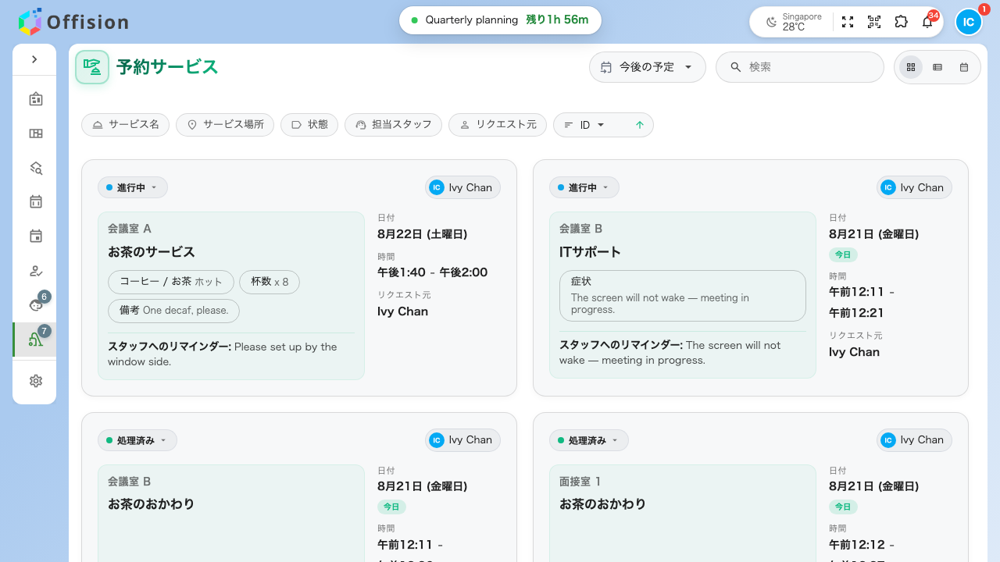 Offision
Quarterly planning 残り1h 56m
Singapore
28°C
34
IC
1
予約サービス
今後の予定
検索
サービス名
サービス場所
状態
担当スタッフ
リクエスト元
ID
6
7
進行中
IC Ivy Chan
会議室 A
お茶のサービス
コーヒー / お茶 ホット
杯数 x 8
備考 One decaf, please.
スタッフへのリマインダー: Please set up by the
window side.
日付
8月22日 (土曜日)
時間
午後1:40 - 午後2:00
リクエスト元
Ivy Chan
進行中
IC Ivy Chan
会議室 B
ITサポート
症状
The screen will not wake — meeting in
progress.
スタッフへのリマインダー: The screen will not
wake — meeting in progress.
日付
8月21日 (金曜日)
今日
時間
午前12:11 -
午前12:21
リクエスト元
Ivy Chan
処理済み
IC Ivy Chan
会議室 B
お茶のおかわり
日付
8月21日 (金曜日)
今日
時間
午前12:11 -
処理済み
IC Ivy Chan
面接室 1
お茶のおかわり
日付
8月21日 (金曜日)
今日
時間
午前12:12 -